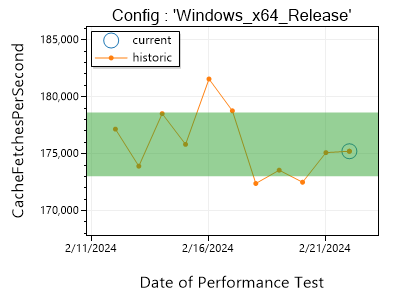 Config : 'Windows_x64_Release'
CacheFetchesPerSecond
185,000
180,000
175,000
170,000
current
historic
2/11/2024
2/16/2024
2/21/2024
Date of Performance Test